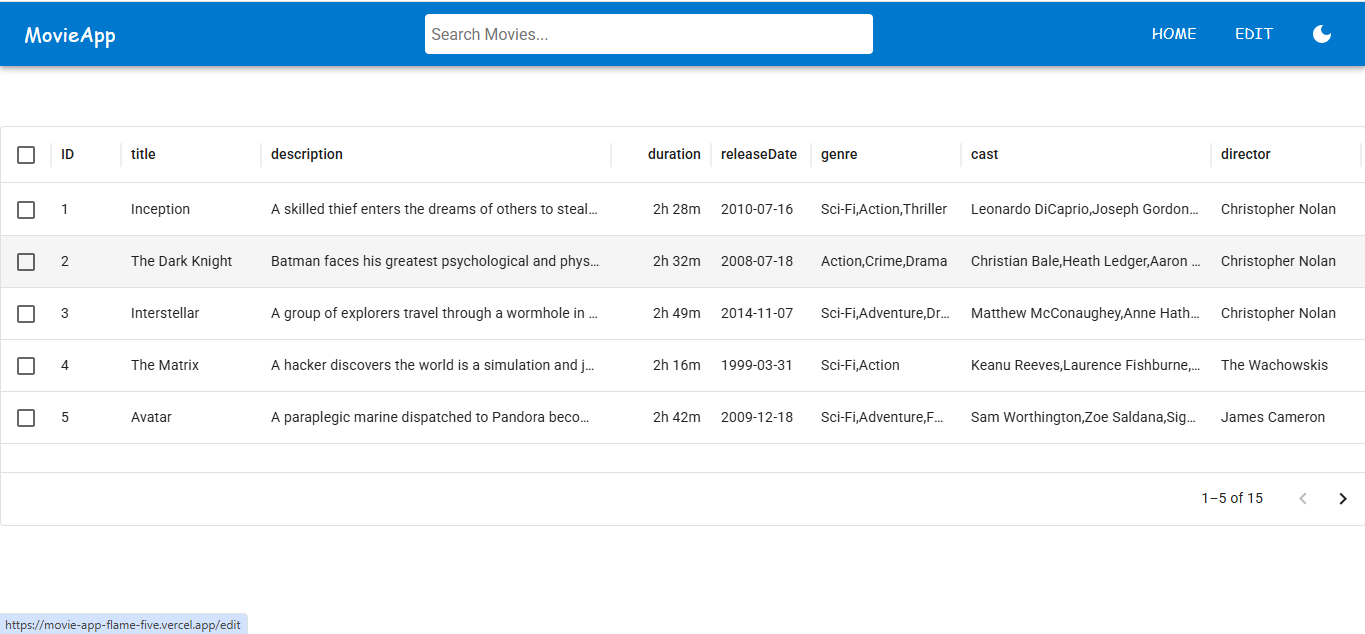 MovieApp Search Movies... HOME EDIT
ID title description duration releaseDate genre cast director
1 Inception A skilled thief enters the dreams of others to steal... 2h 28m 2010-07-16 Sci-Fi,Action,Thriller Leonardo DiCaprio,Joseph Gordon... Christopher Nolan
2 The Dark Knight Batman faces his greatest psychological and phys... 2h 32m 2008-07-18 Action,Crime,Drama Christian Bale,Heath Ledger,Aaron ... Christopher Nolan
3 Interstellar A group of explorers travel through a wormhole in ... 2h 49m 2014-11-07 Sci-Fi,Adventure,Dr... Matthew McConaughey,Anne Hath... Christopher Nolan
4 The Matrix A hacker discovers the world is a simulation and j... 2h 16m 1999-03-31 Sci-Fi,Action Keanu Reeves,Laurence Fishburne,... The Wachowskis
5 Avatar A paraplegic marine dispatched to Pandora beco... 2h 42m 2009-12-18 Sci-Fi,Adventure,F... Sam Worthington,Zoe Saldana,Sig... James Cameron
1–5 of 15
https://movie-app-flame-five.vercel.app/edit